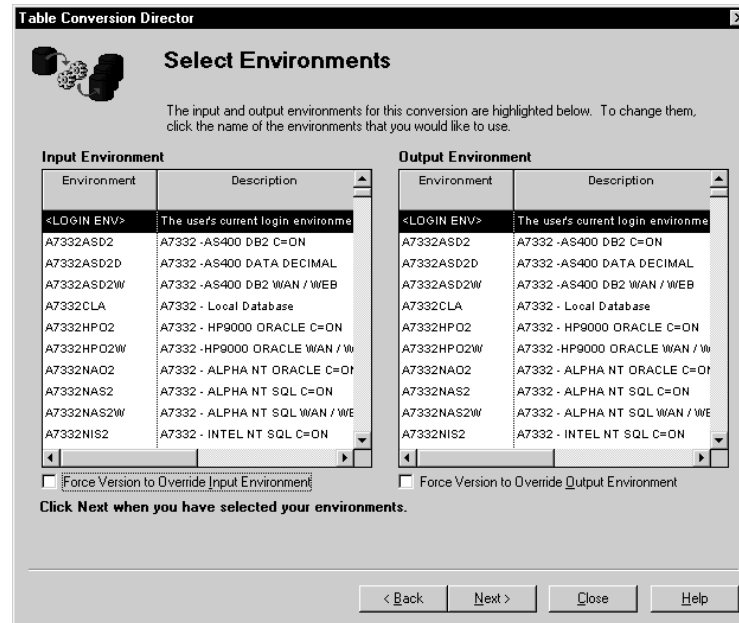 Table Conversion Director
Select Environments
The input and output environments for this conversion are highlighted below. To change them,
click the name of the environments that you would like to use.
Input Environment
Environment Description
<LOGIN ENV> The user's current login environme
A7332ASD2 A7332 -AS400 DB2 C=ON
A7332ASD2D A7332 -AS400 DATA DECIMAL
A7332ASD2W A7332 -AS400 DB2 WAN / WEB
A7332CLA A7332 - Local Database
A7332HPO2 A7332 - HP9000 ORACLE C=ON
A7332HPO2W A7332 -HP9000 ORACLE WAN / W
A7332NAO2 A7332 - ALPHA NT ORACLE C=O
A7332NAS2 A7332 - ALPHA NT SQL C=ON
A7332NAS2W A7332 - ALPHA NT SQL WAN / WE
A7332NIS2 A7332 - INTEL NT SQL C=ON
Force Version to Override Input Environment
Output Environment
Environment Description
<LOGIN ENV> The user's current login environme
A7332ASD2 A7332 -AS400 DB2 C=ON
A7332ASD2D A7332 -AS400 DATA DECIMAL
A7332ASD2W A7332 -AS400 DB2 WAN / WEB
A7332CLA A7332 - Local Database
A7332HPO2 A7332 - HP9000 ORACLE C=ON
A7332HPO2W A7332 -HP9000 ORACLE WAN / W
A7332NAO2 A7332 - ALPHA NT ORACLE C=O
A7332NAS2 A7332 - ALPHA NT SQL C=ON
A7332NAS2W A7332 - ALPHA NT SQL WAN / WE
A7332NIS2 A7332 - INTEL NT SQL C=ON
Force Version to Override Output Environment
Click Next when you have selected your environments.
< Back Next > Close Help